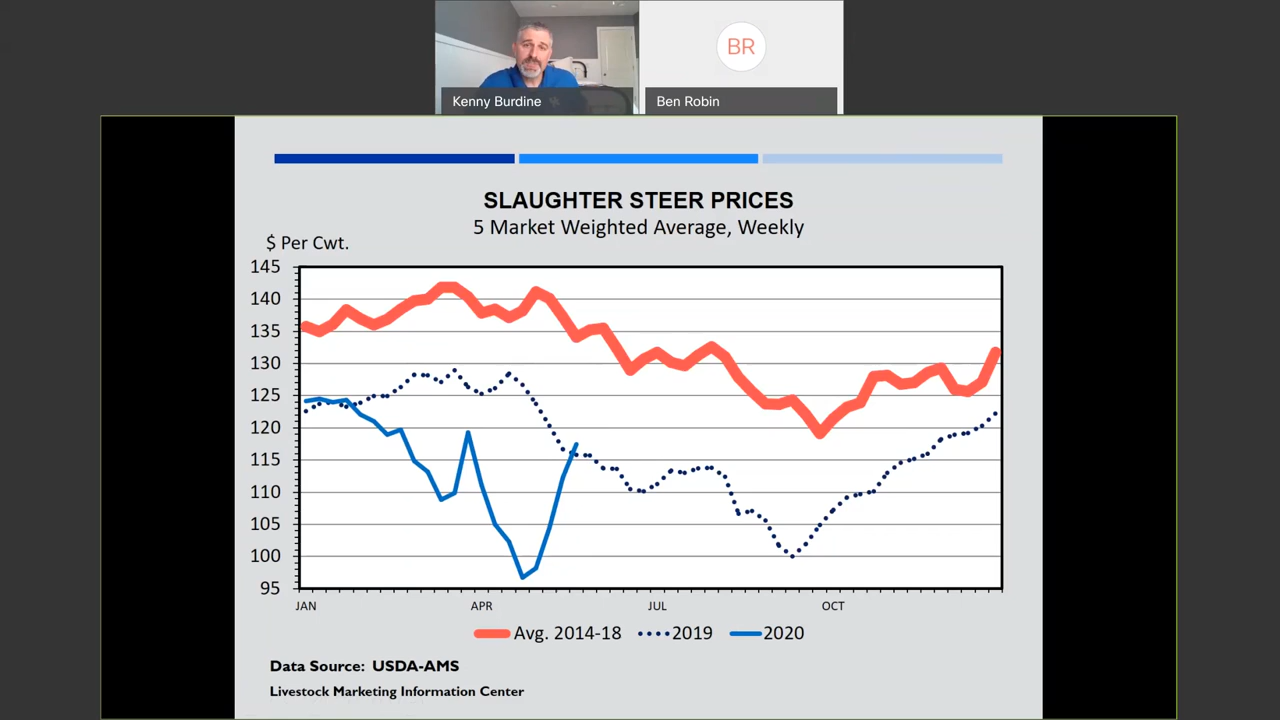 BR
Kenny Burdine
Ben Robin
SLAUGHTER STEER PRICES
5 Market Weighted Average, Weekly
$ Per Cwt.
145
140
135
130
125
120
115
110
105
100
95
JAN APR JUL OCT
Avg. 2014-18 2019 2020
Data Source: USDA-AMS
Livestock Marketing Information Center